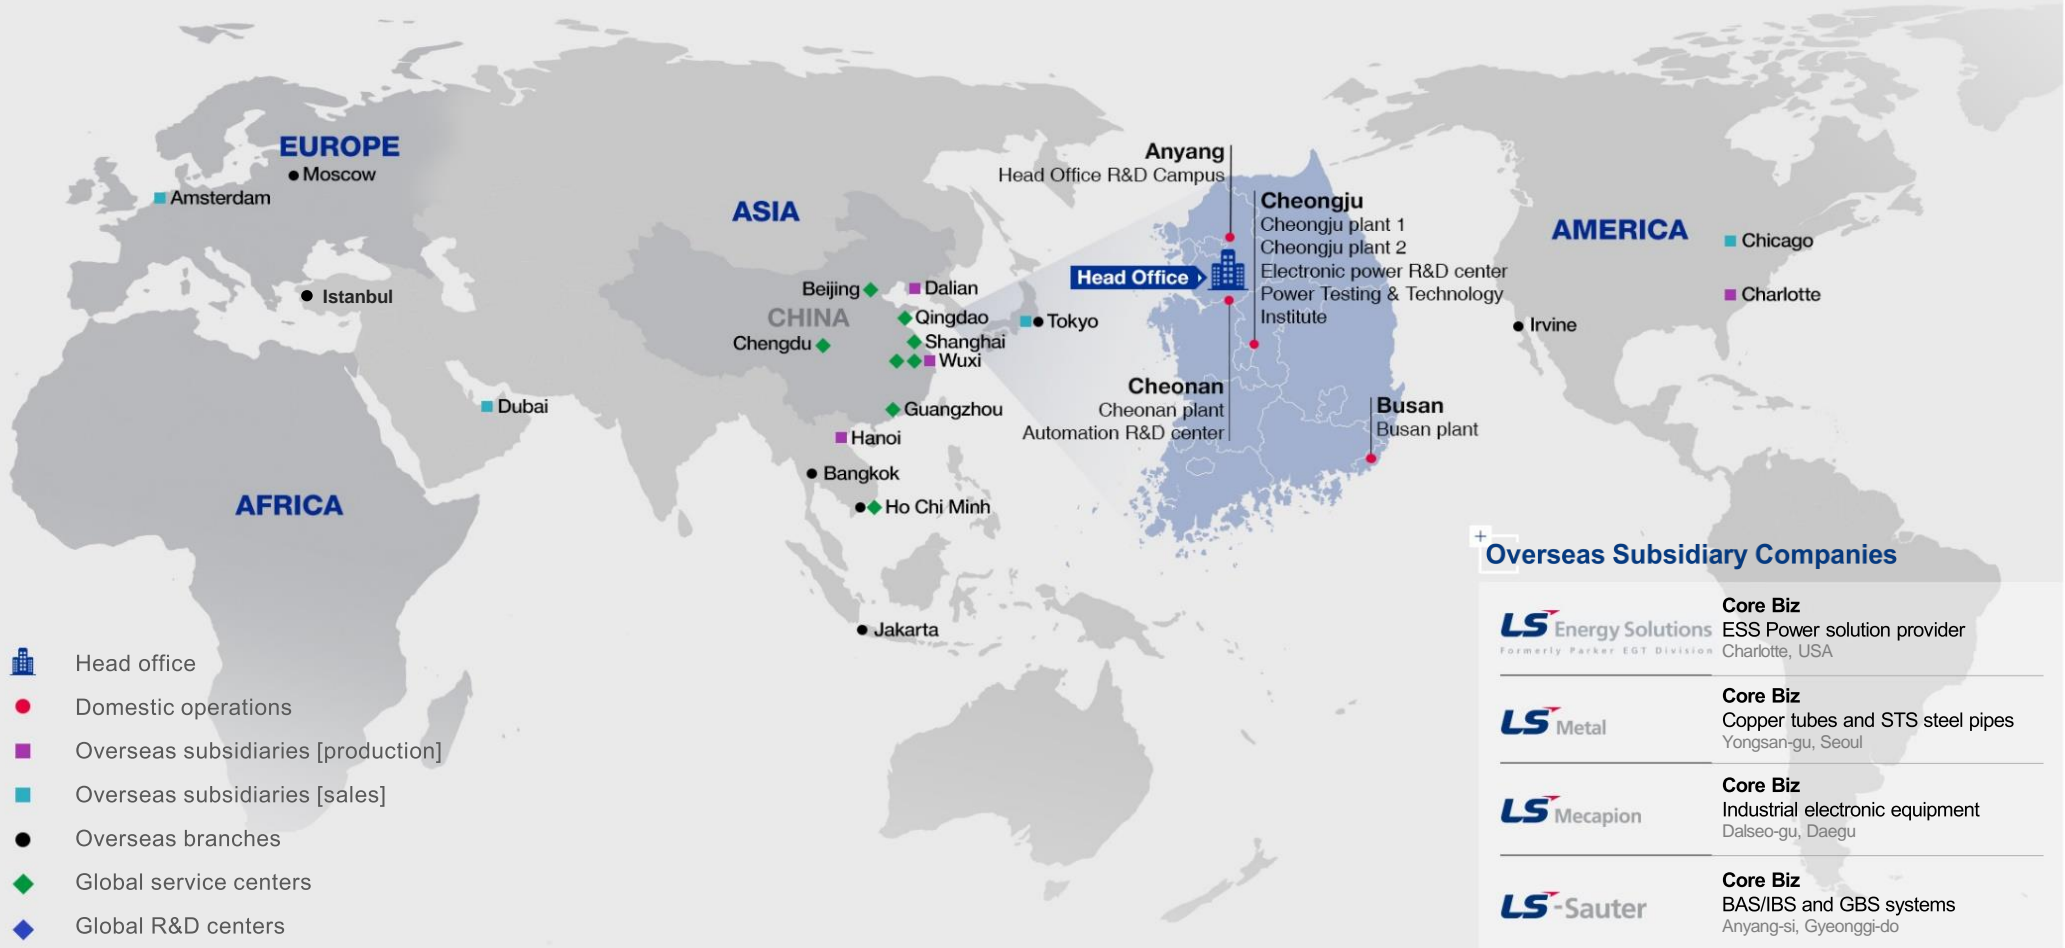 EUROPE
Moscow
Amsterdam
Istanbul
AFRICA
Dubai
ASIA
Beijing
Dalian
CHINA
Qingdao
Chengdu
Shanghai
Wuxi
Tokyo
Guangzhou
Hanoi
Bangkok
Ho Chi Minh
Jakarta
Anyang
Head Office R&D Campus
Cheongju
Cheongju plant 1
Cheongju plant 2
Electronic power R&D center
Power Testing & Technology
Institute
Head Office
Cheonan
Cheonan plant
Automation R&D center
Busan
Busan plant
AMERICA
Chicago
Charlotte
Irvine
Head office
Domestic operations
Overseas subsidiaries [production]
Overseas subsidiaries [sales]
Overseas branches
Global service centers
Global R&D centers
Overseas Subsidiary Companies
LS Energy Solutions
Formerly Parker EGT Division
Core Biz
ESS Power solution provider
Charlotte, USA
LS Metal
Core Biz
Copper tubes and STS steel pipes
Yongsan-gu, Seoul
LS Mecapion
Core Biz
Industrial electronic equipment
Dalseo-gu, Daegu
LS-Sauter
Core Biz
BAS/IBS and GBS systems
Anyang-si, Gyeonggi-do